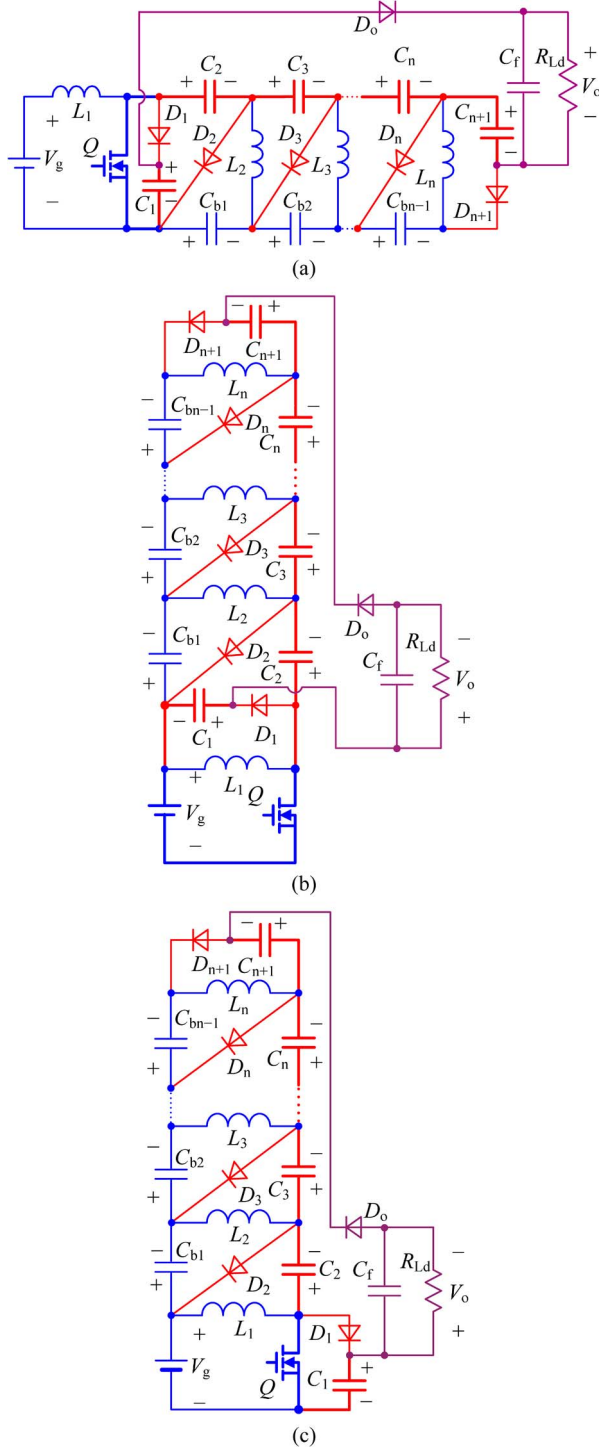 Do
C2 C3 Cn
L1 D1 D2 D3 Dn Cn+1 Cf RLd Vo
+ − + − + − + −
Vg Q C1 L2 L3 Ln Dn+1
+ − + −
Cb1 Cb2 Cbn−1
+ − + − + −
(a)
− +
Dn+1 Cn+1
Ln
− Cbn−1 + Dn − Cn +
L3
− Cb2 + D3 − C3 +
L2 Do
− Cb1 + D2 − C2 + Cf RLd − Vo +
− C1 + D1
+ L1 Q
Vg −
(b)
− +
Dn+1 Cn+1
Ln
− Cbn−1 + Dn − Cn +
L3
− Cb2 + D3 − C3 +
L2 Do
− Cb1 + D2 − C2 + Cf RLd − Vo +
+ L1 D1
Vg − Q C1 + −
(c)